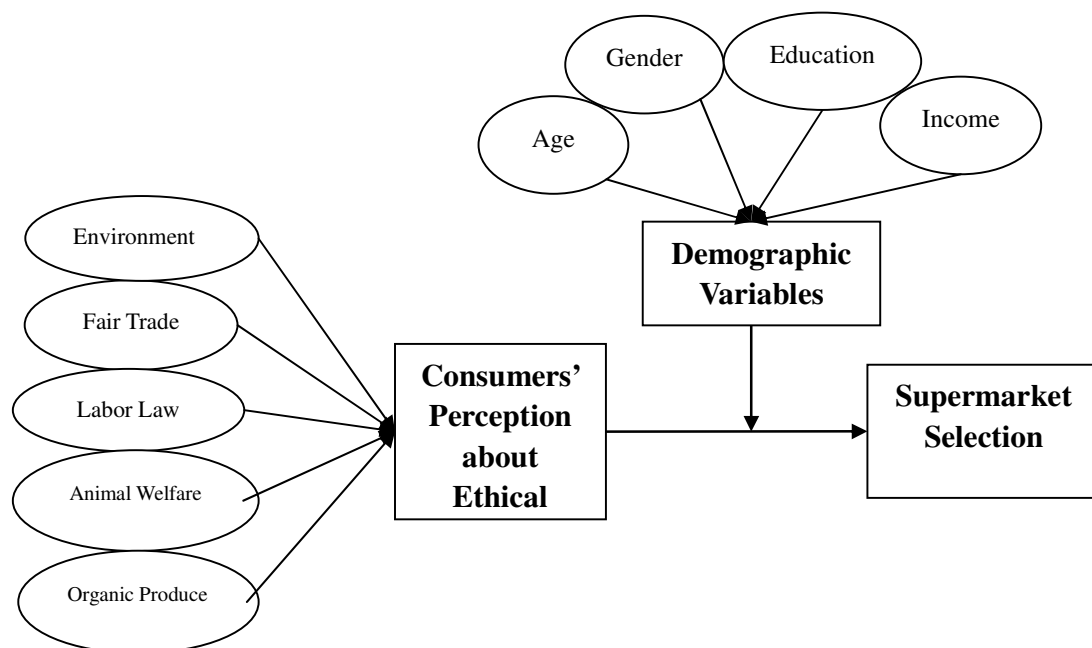 Gender
Education
Age
Income
Demographic
Variables
Environment
Fair Trade
Labor Law
Animal Welfare
Organic Produce
Consumers’
Perception
about
Ethical
Supermarket
Selection